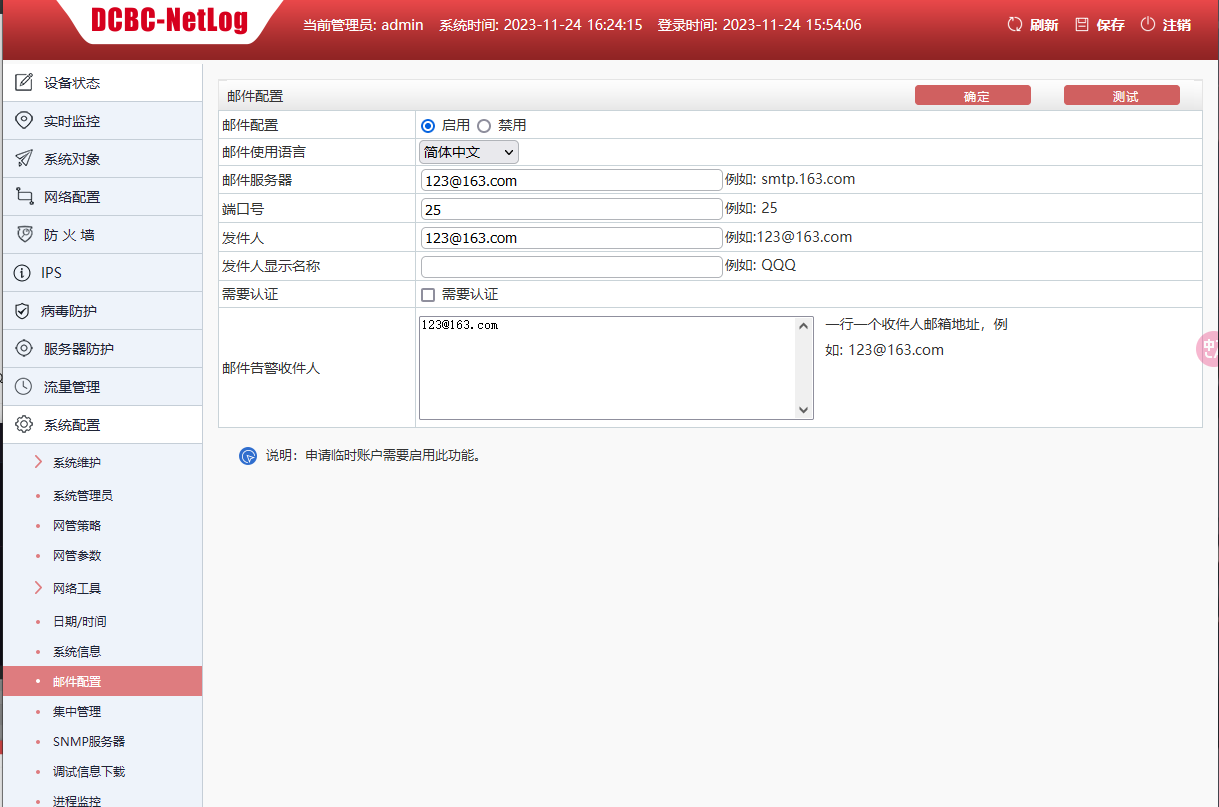 DCBC-NetLog
当前管理员: admin 系统时间: 2023-11-24 16:24:15 登录时间: 2023-11-24 15:54:06
刷新 保存 注销
设备状态
实时监控
系统对象
网络配置
防 火 墙
IPS
病毒防护
服务器防护
流量管理
系统配置
系统维护
系统管理员
网管策略
网管参数
网络工具
日期/时间
系统信息
邮件配置
集中管理
SNMP服务器
调试信息下载
进程监控
邮件配置 确定 测试
邮件配置 启用 禁用
邮件使用语言 简体中文
邮件服务器 123@163.com 例如: smtp.163.com
端口号 25 例如: 25
发件人 123@163.com 例如:123@163.com
发件人显示名称 例如: QQQ
需要认证 需要认证
邮件告警收件人 123@163.com 一行一个收件人邮箱地址，例
如: 123@163.com
说明：申请临时账户需要启用此功能。
中